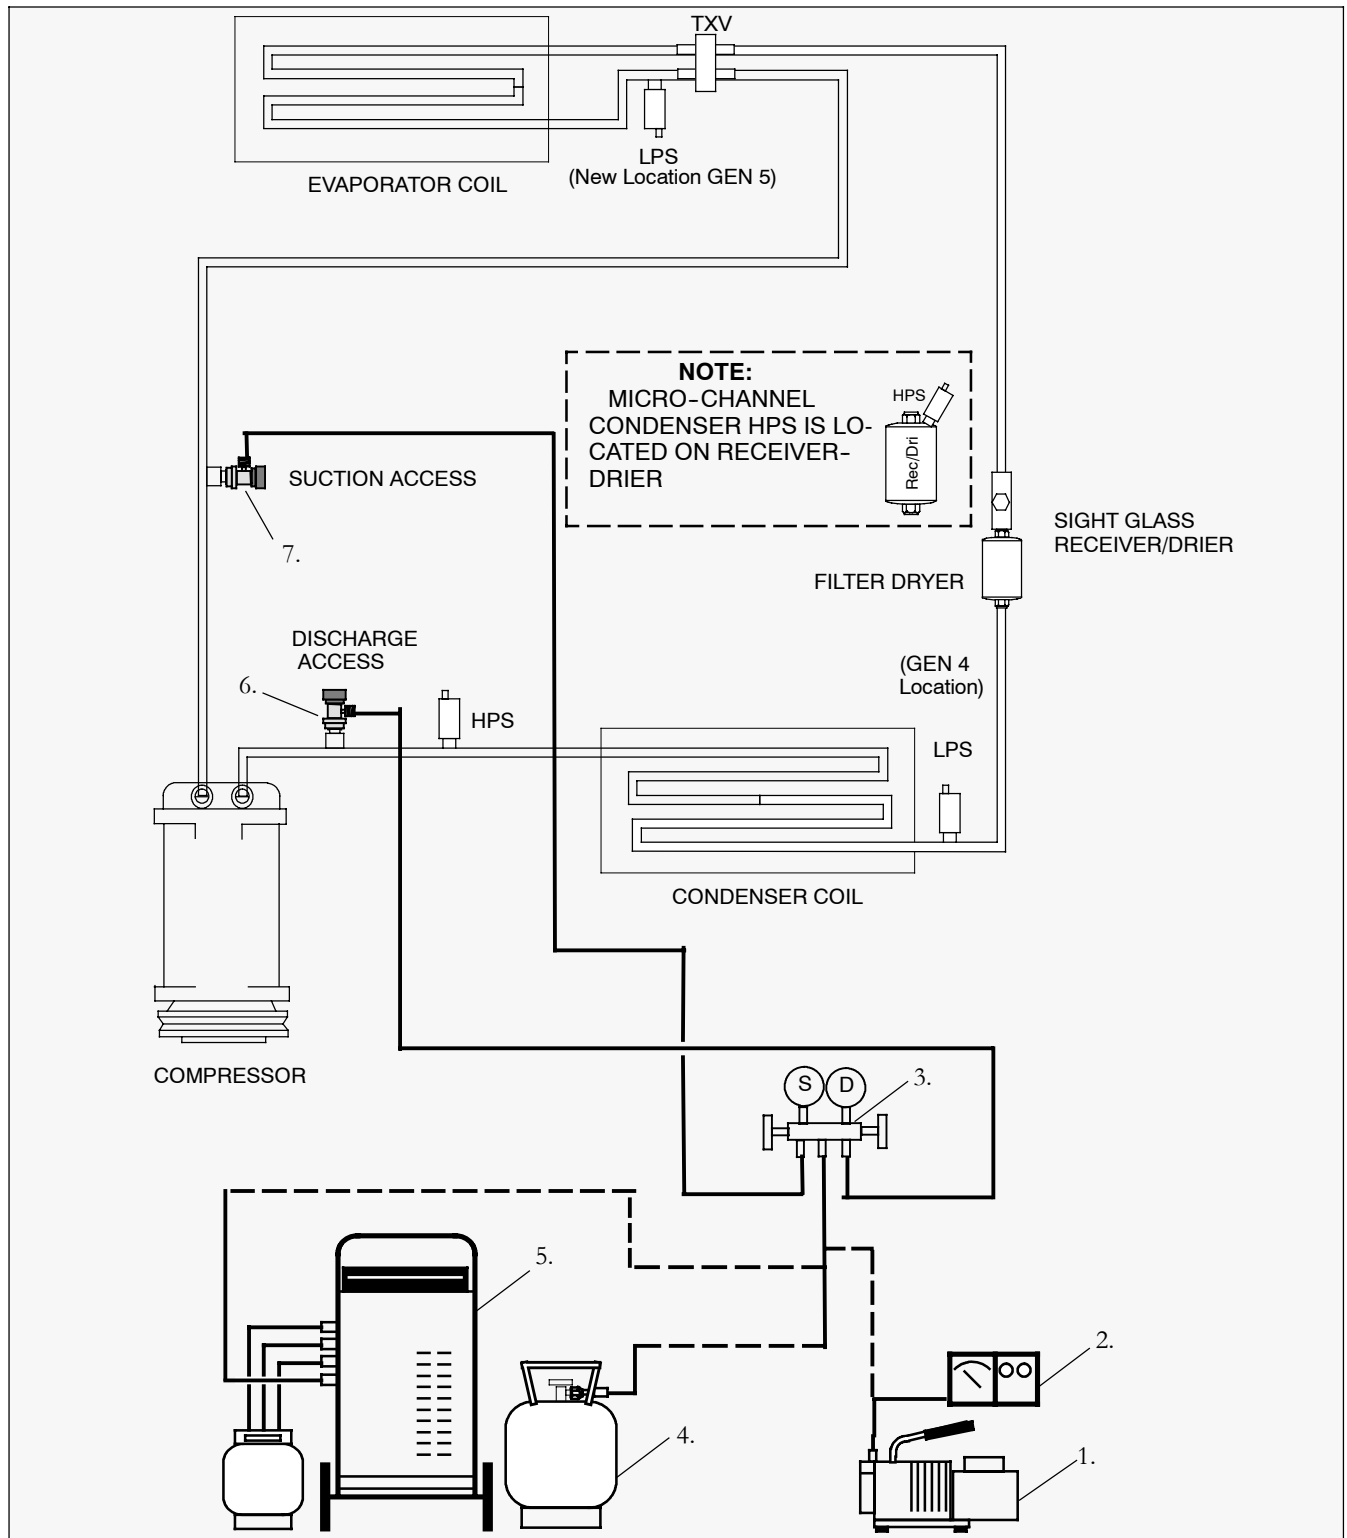 TXV
LPS
(New Location GEN 5)
EVAPORATOR COIL
NOTE:
MICRO-CHANNEL
CONDENSER HPS IS LO-
CATED ON RECEIVER-
DRIER
HPS
Rec/Dri
SUCTION ACCESS
7.
SIGHT GLASS
RECEIVER/DRIER
FILTER DRYER
DISCHARGE
ACCESS
6.
HPS
(GEN 4
Location)
LPS
CONDENSER COIL
COMPRESSOR
S
D
3.
5.
2.
4.
1.